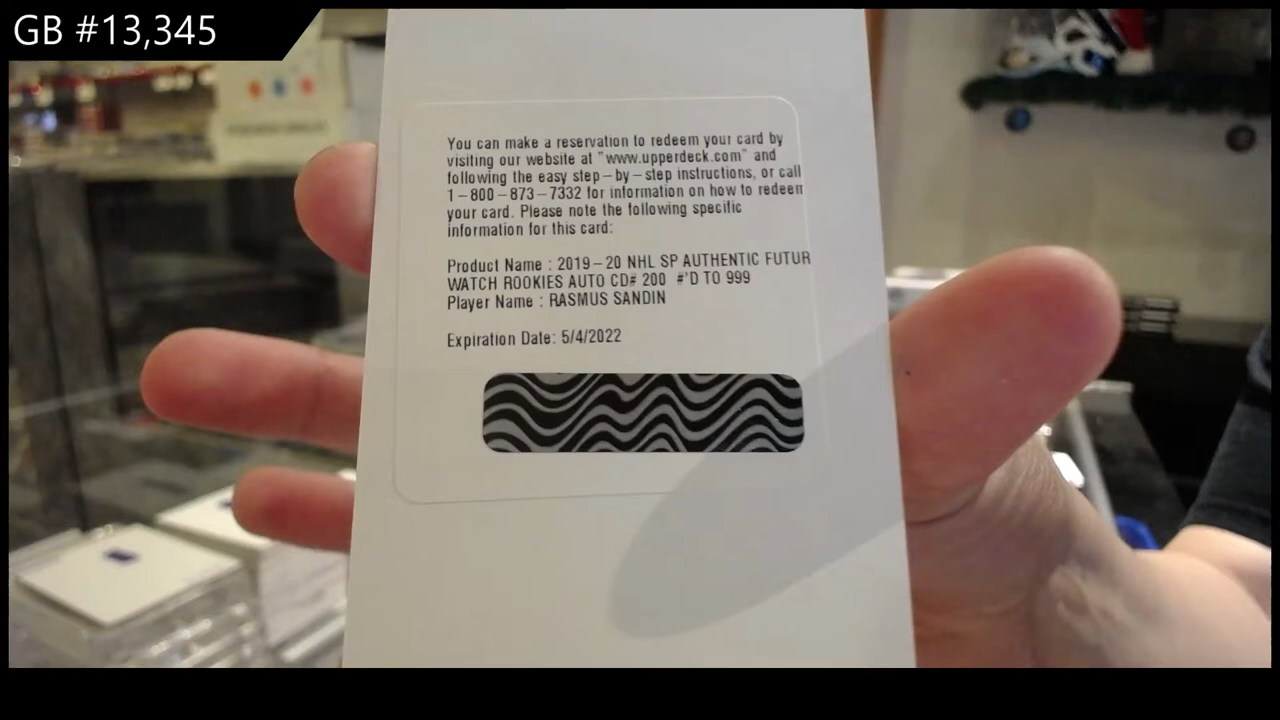 GB #13,345
You can make a reservation to redeem your card by
visiting our website at "www.upperdeck.com" and
following the easy step-by-step instructions, or call
1-800-873-7332 for information on how to redeem
your card. Please note the following specific
information for this card:
Product Name : 2019-20 NHL SP AUTHENTIC FUTUR
WATCH ROOKIES AUTO CD# 200 #'D TO 999
Player Name : RASMUS SANDIN
Expiration Date: 5/4/2022